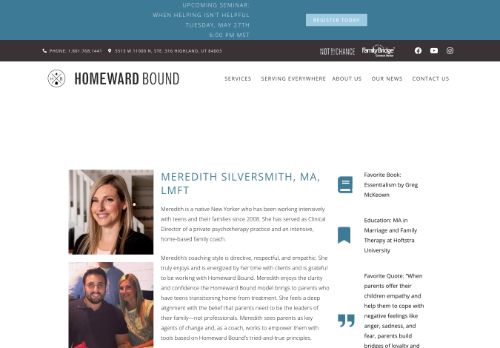 UPCOMING SEMINAR:
WHEN HELPING ISN'T HELPFUL
TUESDAY, MAY 27TH
6:00 PM MST
REGISTER TODAY
PHONE: 1.801.768.1441
5513 W 11000 N, STE. 316 HIGHLAND, UT 84003
NOT BY CHANCE
FamilyBridge
HOMEWARD BOUND
SERVICES
SERVING EVERYWHERE
ABOUT US
OUR NEWS
CONTACT US
MEREDITH SILVERSMITH, MA,
LMFT
Meredith is a native New Yorker who has been working intensively
with teens and their families since 2008. She has served as Clinical
Director of a private psychotherapy practice and an intensive,
home-based family coach.
Meredith's coaching style is directive, respectful, and empathic. She
truly enjoys and is energized by her time with clients and is grateful
to be working with Homeward Bound. Meredith enjoys the clarity
and confidence the Homeward Bound model brings to parents who
have teens transitioning home from treatment. She feels a deep
alignment with the belief that parents need to be the leaders of
their family—not professionals. Meredith sees parents as key
agents of change and, as a coach, works to empower them with
tools based on Homeward Bound's tried-and-true principles.
Favorite Book:
Essentialism by Greg
McKeown
Education: MA in
Marriage and Family
Therapy at Hofstra
University
Favorite Quote: "When
parents offer their
children empathy and
help them to cope with
negative feelings like
anger, sadness, and
fear, parents build
bridges of loyalty and